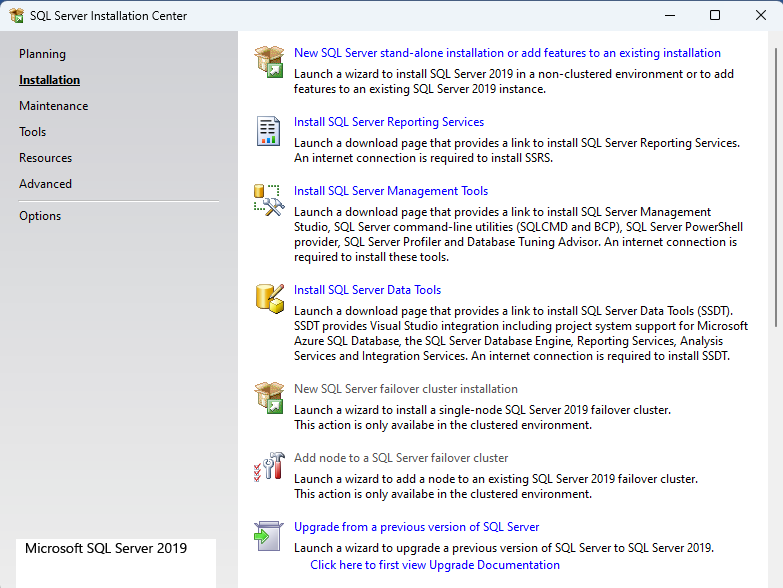 SQL Server Installation Center
Planning
Installation
Maintenance
Tools
Resources
Advanced
Options
Microsoft SQL Server 2019
New SQL Server stand-alone installation or add features to an existing installation
Launch a wizard to install SQL Server 2019 in a non-clustered environment or to add
features to an existing SQL Server 2019 instance.
Install SQL Server Reporting Services
Launch a download page that provides a link to install SQL Server Reporting Services.
An internet connection is required to install SSRS.
Install SQL Server Management Tools
Launch a download page that provides a link to install SQL Server Management
Studio, SQL Server command-line utilities (SQLCMD and BCP), SQL Server PowerShell
provider, SQL Server Profiler and Database Tuning Advisor. An internet connection is
required to install these tools.
Install SQL Server Data Tools
Launch a download page that provides a link to install SQL Server Data Tools (SSDT).
SSDT provides Visual Studio integration including project system support for Microsoft
Azure SQL Database, the SQL Server Database Engine, Reporting Services, Analysis
Services and Integration Services. An internet connection is required to install SSDT.
New SQL Server failover cluster installation
Launch a wizard to install a single-node SQL Server 2019 failover cluster.
This action is only availabe in the clustered environment.
Add node to a SQL Server failover cluster
Launch a wizard to add a node to an existing SQL Server 2019 failover cluster.
This action is only availabe in the clustered environment.
Upgrade from a previous version of SQL Server
Launch a wizard to upgrade a previous version of SQL Server to SQL Server 2019.
Click here to first view Upgrade Documentation